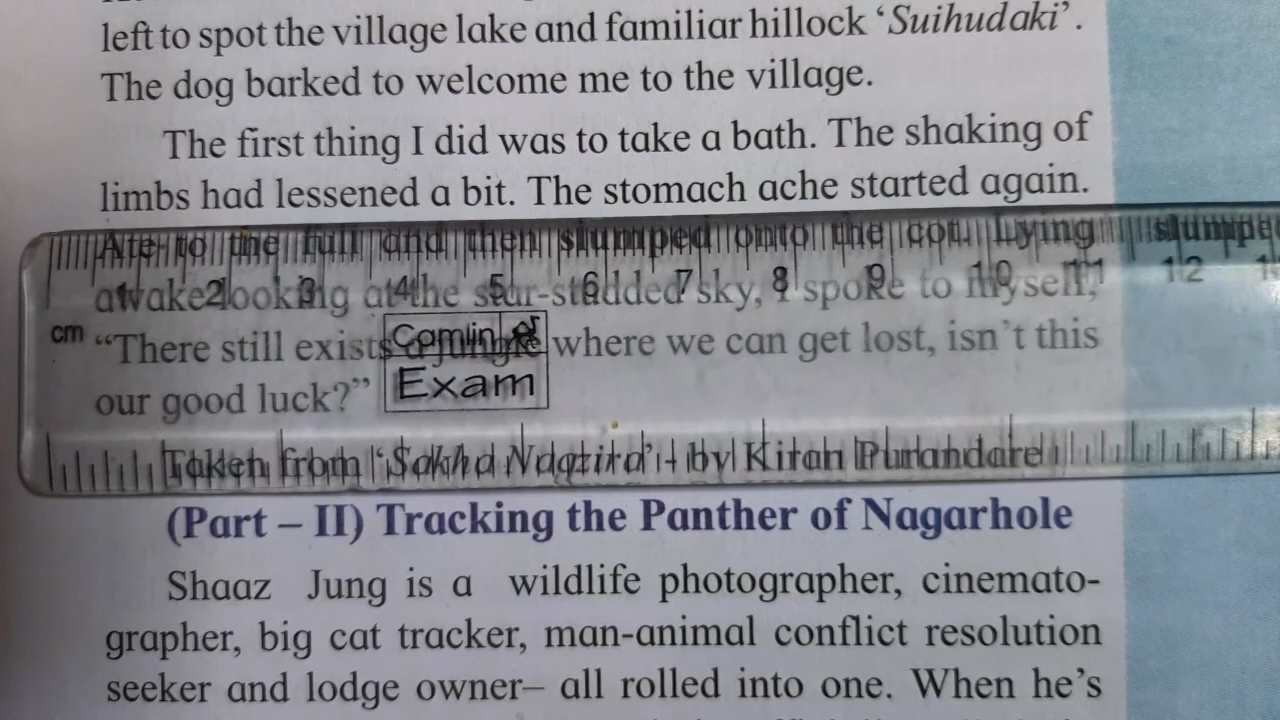 left to spot the village lake and familiar hillock ‘Suihudaki’.
The dog barked to welcome me to the village.
The first thing I did was to take a bath. The shaking of
limbs had lessened a bit. The stomach ache started again.
Ate to the full and then slumped onto the cot. Lying slumpe
awake looking at the star-studded sky, I spoke to myself,
1 2 3 4 5 6 7 8 9 10 11 12
cm
“There still exists a jungle where we can get lost, isn’t this
Camlin
our good luck?”
Exam
Taken from ‘Sakha Nagzira’ - by Kiran Purandare
(Part – II) Tracking the Panther of Nagarhole
Shaaz Jung is a wildlife photographer, cinemato-
grapher, big cat tracker, man-animal conflict resolution
seeker and lodge owner– all rolled into one. When he’s